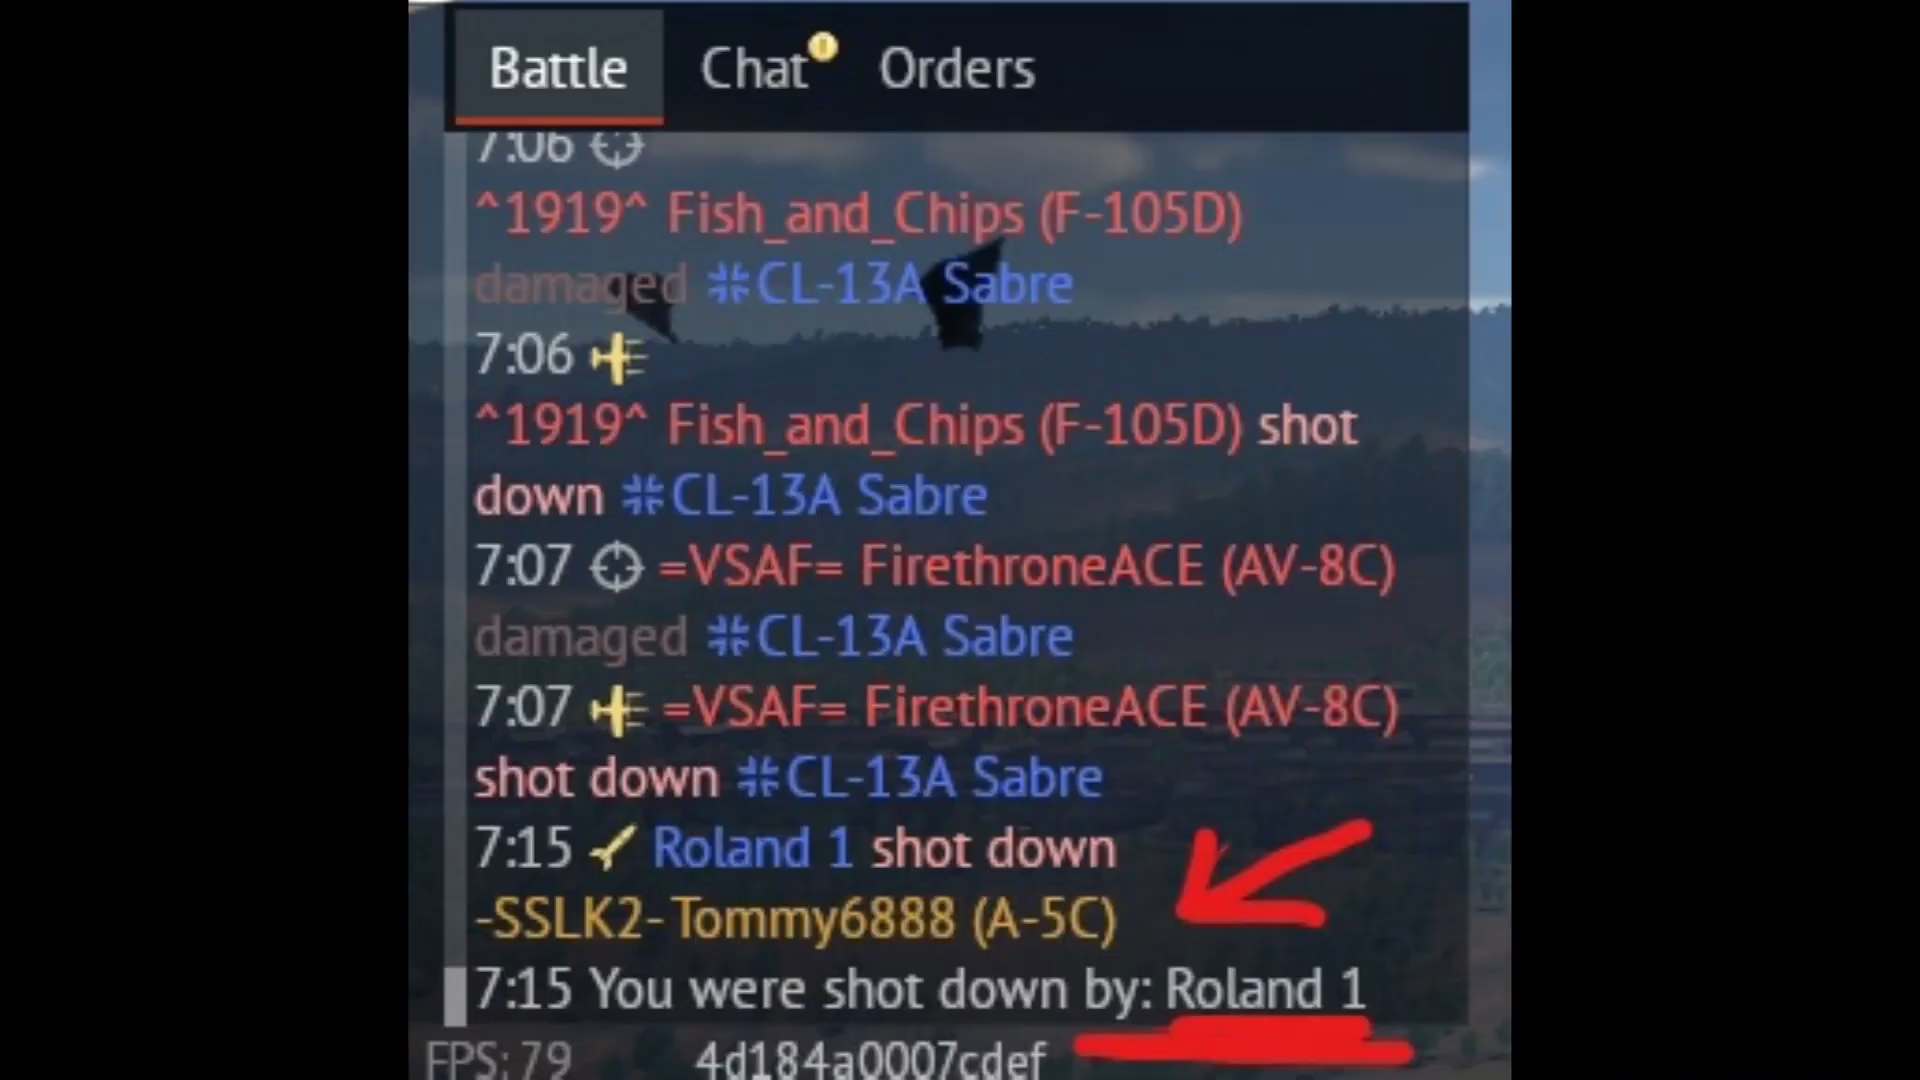 Battle Chat Orders
7:06
^1919^ Fish_and_Chips (F-105D)
damaged CL-13A Sabre
7:06
^1919^ Fish_and_Chips (F-105D) shot
down CL-13A Sabre
7:07 =VSAF= FirethroneACE (AV-8C)
damaged CL-13A Sabre
7:07 =VSAF= FirethroneACE (AV-8C)
shot down CL-13A Sabre
7:15 Roland 1 shot down
-SSLK2- Tommy6888 (A-5C)
7:15 You were shot down by: Roland 1
FPS: 79 4d184a0007cdef